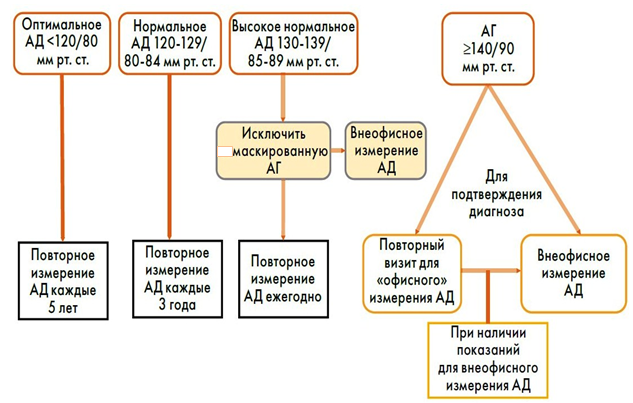 Оптимальное
АД <120/80
мм рт. ст.
Нормальное
АД 120-129/
80-84 мм рт. ст.
Высокое нормальное
АД 130-139/
85-89 мм рт. ст.
АГ
≥140/90
мм рт. ст.
Исключить
маскированную
АГ
Внеофисное
измерение
АД
Для
подтверждения
диагноза
Повторное
измерение
АД каждые
5 лет
Повторное
измерение
АД каждые
3 года
Повторное
измерение
АД ежегодно
Повторный
визит для
«офисного»
измерения АД
Внеофисное
измерение
АД
При наличии
показаний
для внеофисного
измерения АД